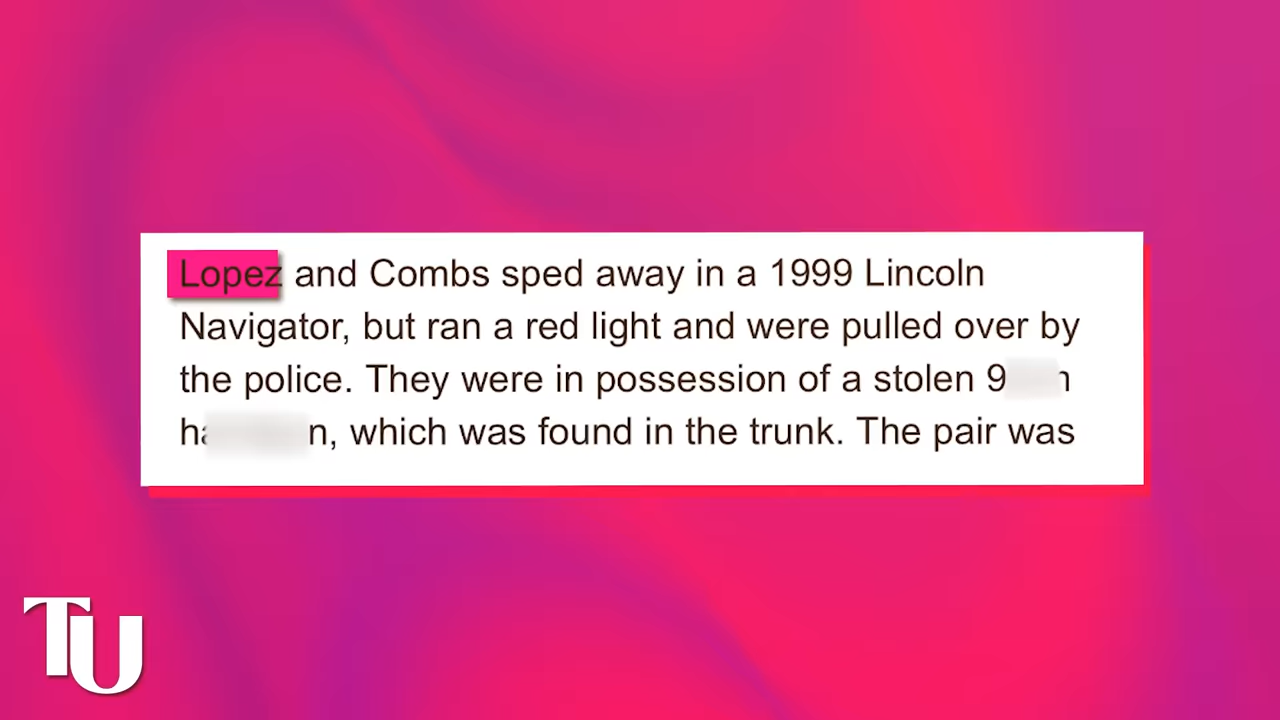 Lopez and Combs sped away in a 1999 Lincoln
Navigator, but ran a red light and were pulled over by
the police. They were in possession of a stolen
which was found in the trunk. The pair was
TU